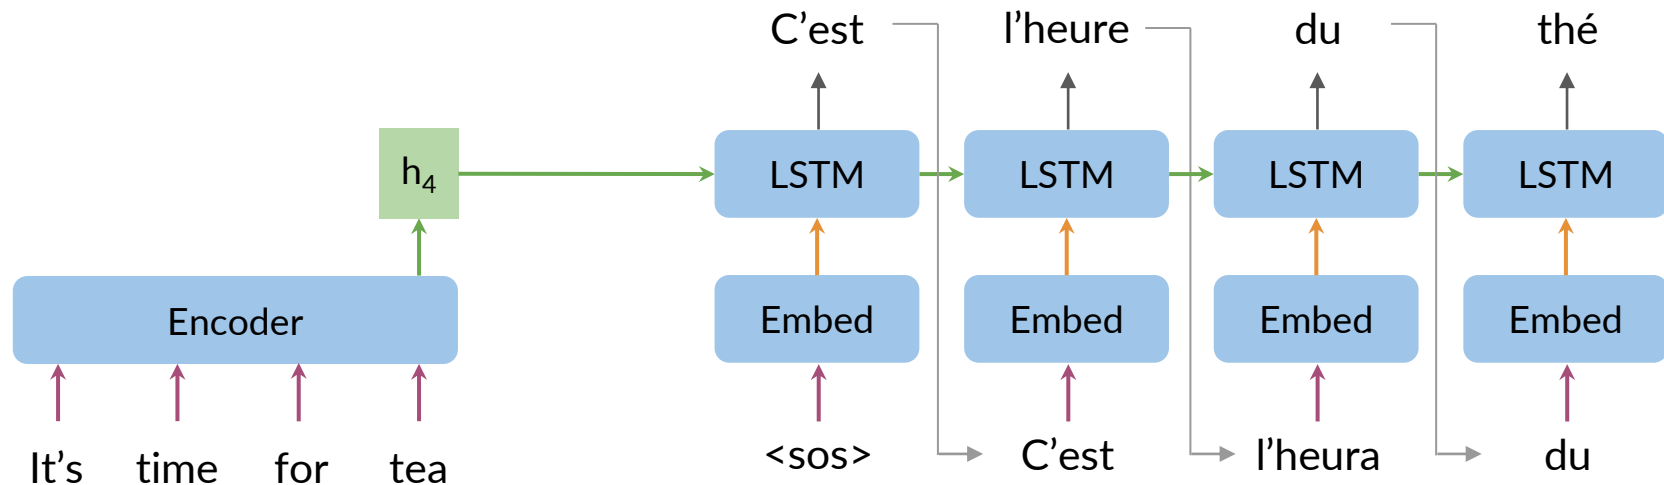 C’est l’heure du thé
h₄ LSTM LSTM LSTM LSTM
Encoder Embed Embed Embed Embed
It’s time for tea <sos> C’est l’heura du